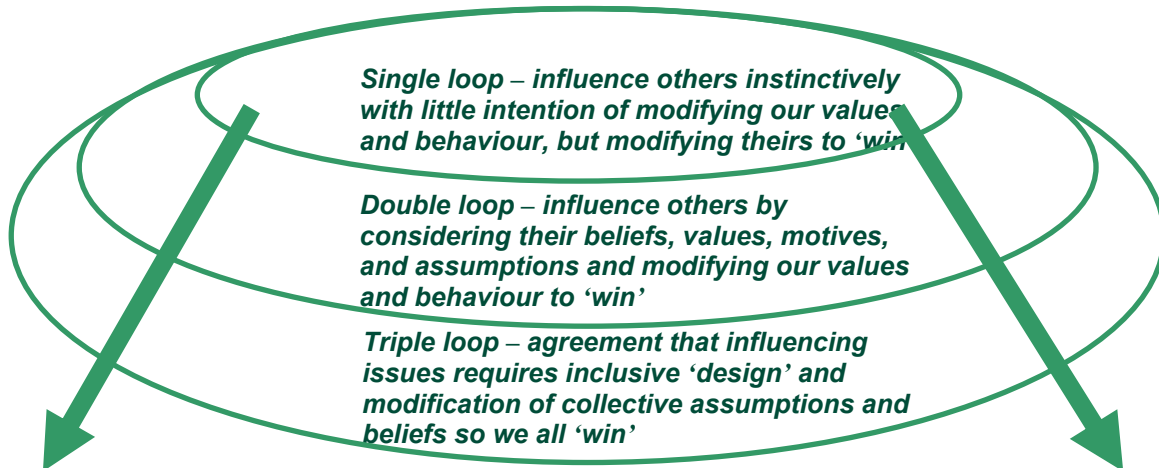 Single loop – influence others instinctively
with little intention of modifying our values
and behaviour, but modifying theirs to ‘win
Double loop – influence others by
considering their beliefs, values, motives,
and assumptions and modifying our values
and behaviour to ‘win’
Triple loop – agreement that influencing
issues requires inclusive ‘design’ and
modification of collective assumptions and
beliefs so we all ‘win’